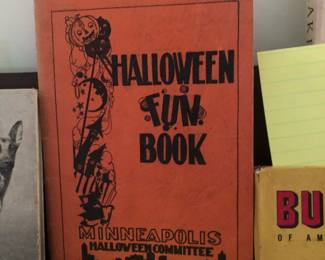 HALLOWEEN
FUN
BOOK
MINNEAPOLIS
HALLOWEEN COMMITTEE
BU
OF AM